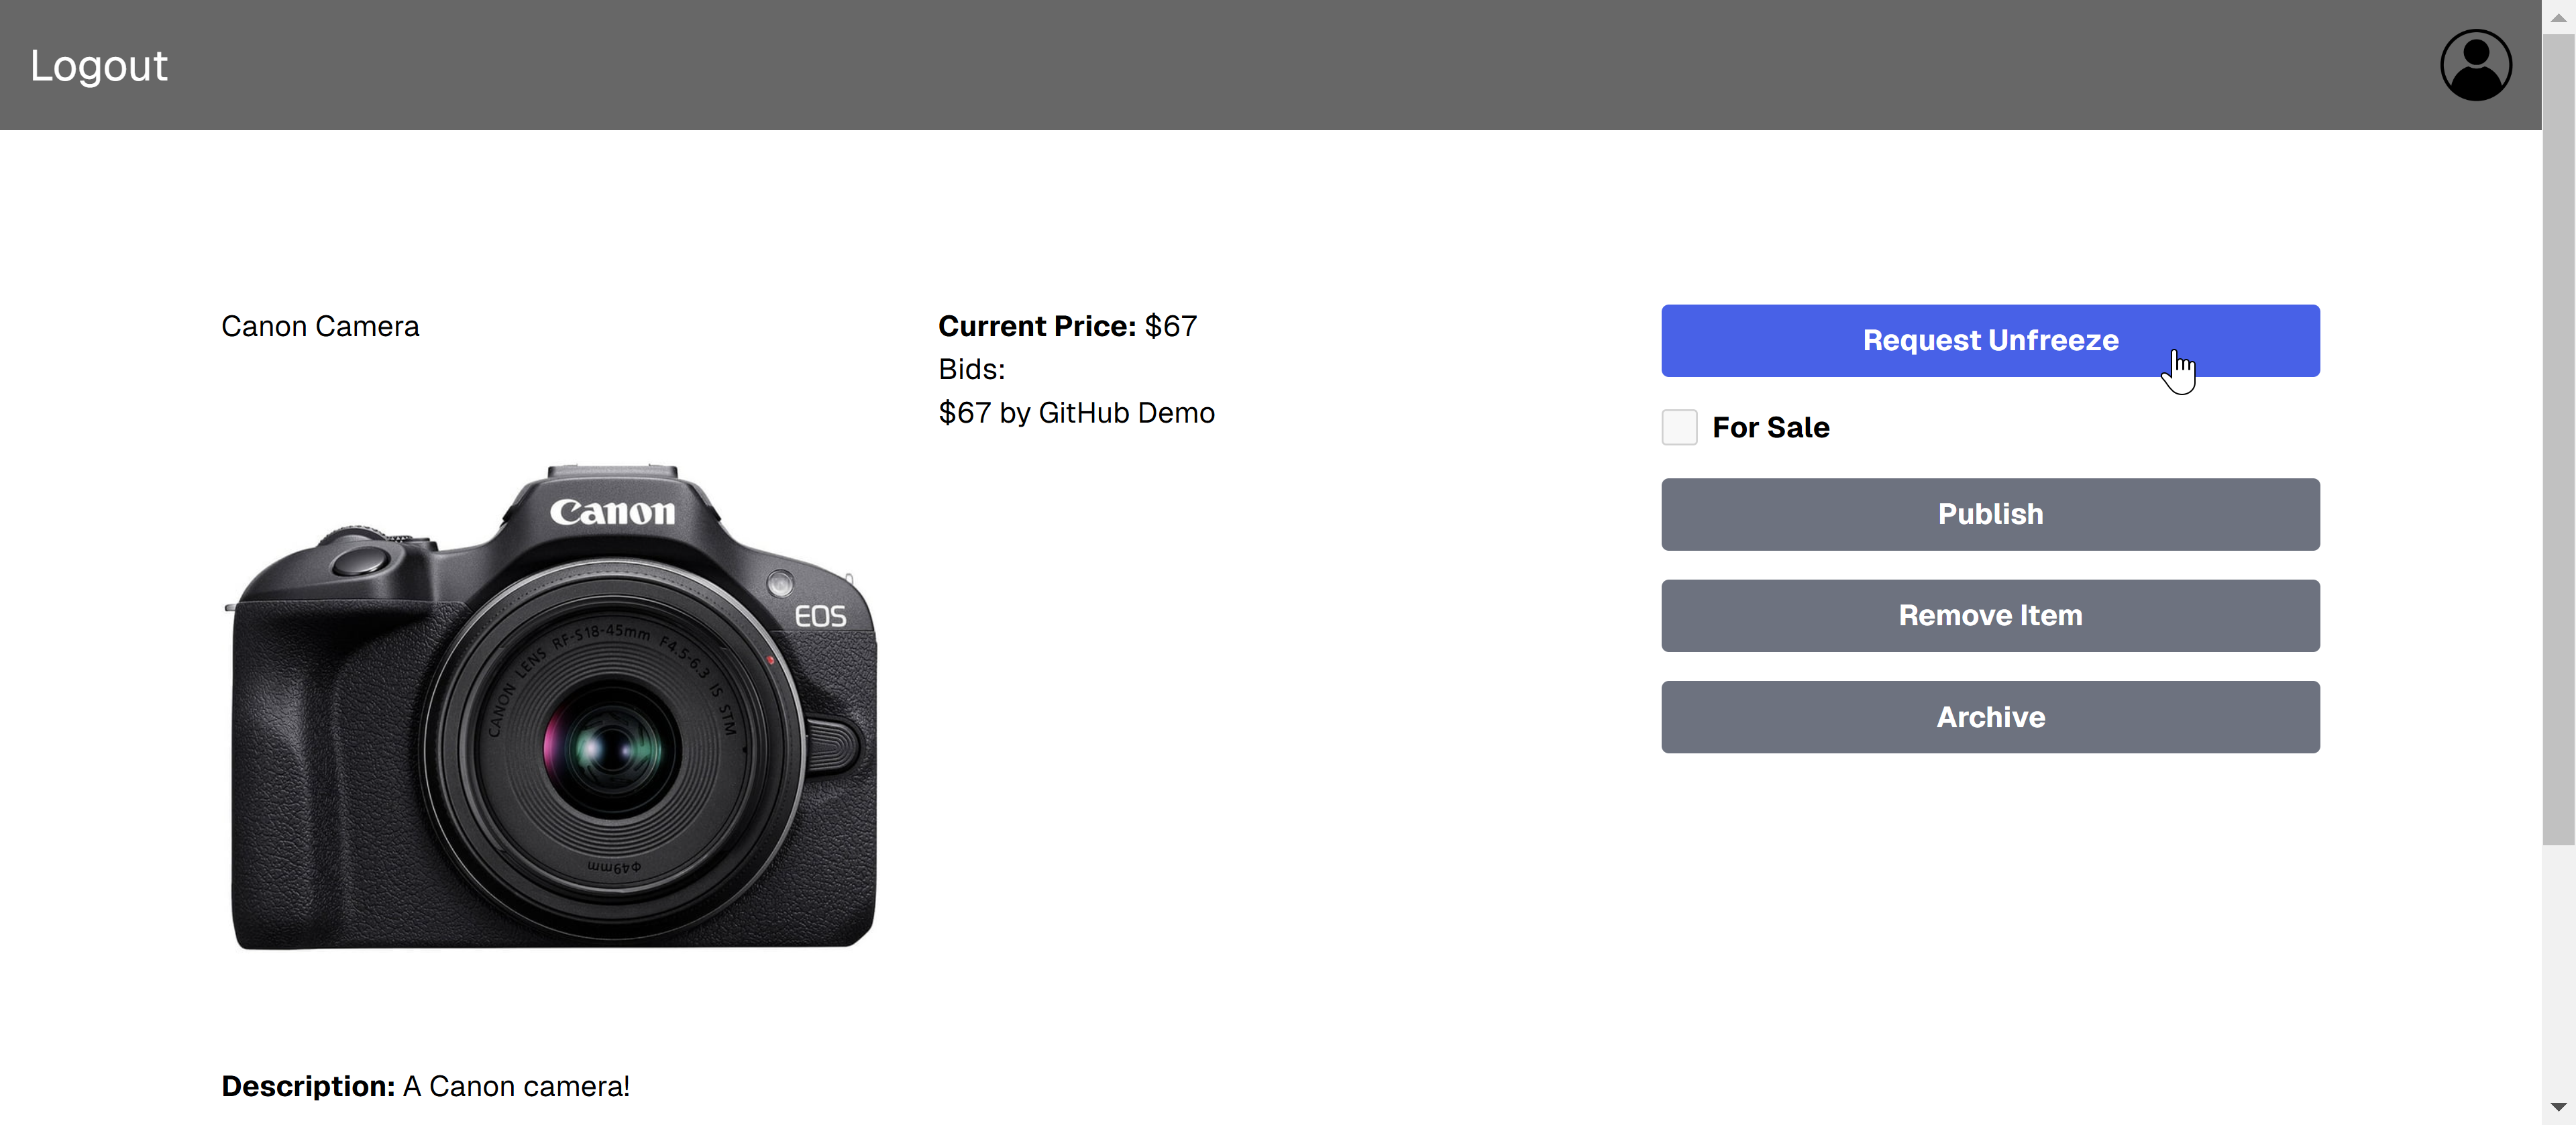 Logout
Canon Camera
Current Price: $67
Bids:
$67 by GitHub Demo
Request Unfreeze
For Sale
Publish
Remove Item
Archive
Canon
EOS
CANON LENS RF-S18-45mm F4.5-6.3 IS STM
Φ49mm
Description: A Canon camera!